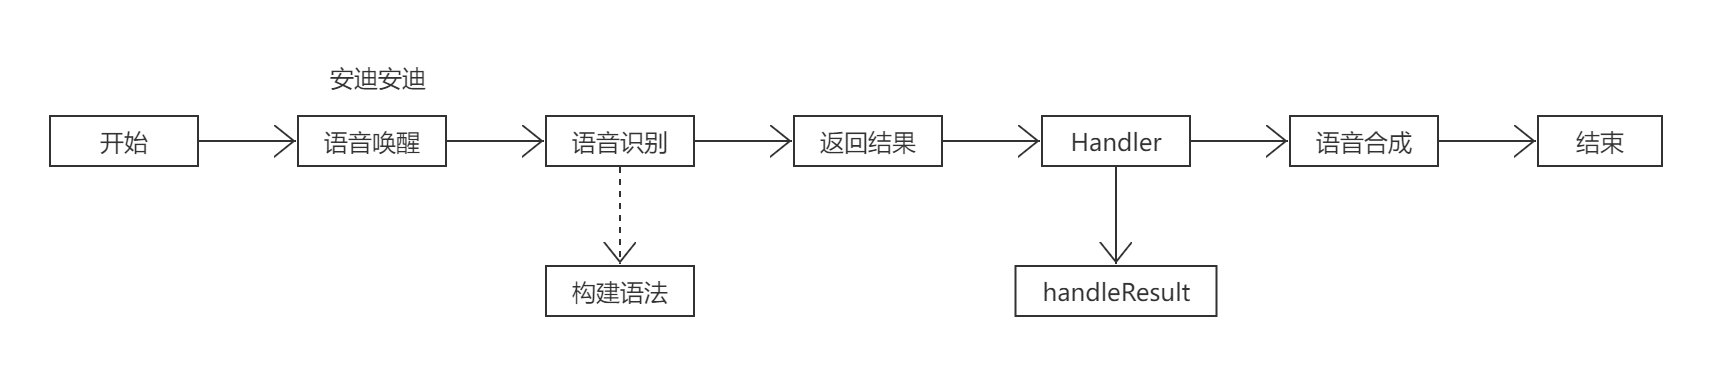 安迪安迪
开始
语音唤醒
语音识别
返回结果
Handler
语音合成
结束
构建语法
handleResult